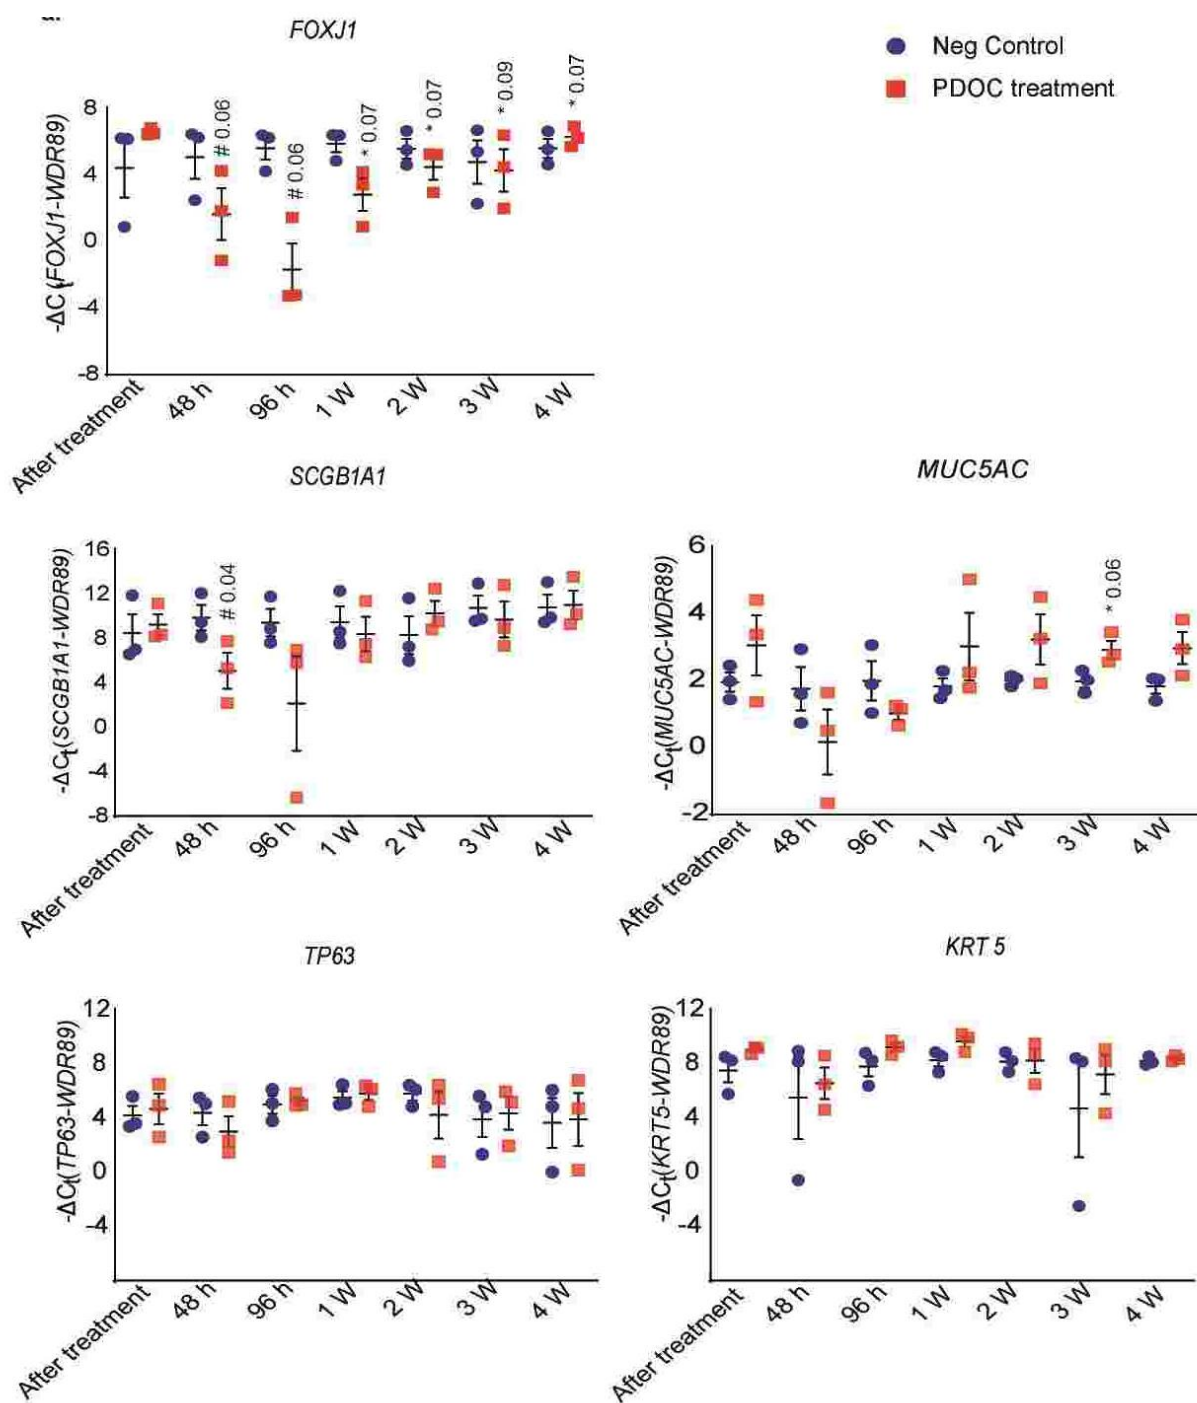 a.
FOXJ1
Neg Control
PDOC treatment
-ΔCt(FOXJ1-WDR89)
8
4
0
-4
-8
# 0.06
# 0.06
* 0.07
* 0.07
* 0.09
* 0.07
After treatment
48 h
96 h
1 W
2 W
3 W
4 W
SCGB1A1
-ΔCt(SCGB1A1-WDR89)
16
12
8
4
0
-4
-8
# 0.04
After treatment
48 h
96 h
1 W
2 W
3 W
4 W
MUC5AC
-ΔCt(MUC5AC-WDR89)
6
4
2
0
-2
* 0.06
After treatment
48 h
96 h
1 W
2 W
3 W
4 W
TP63
-ΔCt(TP63-WDR89)
12
8
4
0
-4
After treatment
48 h
96 h
1 W
2 W
3 W
4 W
KRT 5
-ΔCt(KRT5-WDR89)
12
8
4
0
-4
After treatment
48 h
96 h
1 W
2 W
3 W
4 W